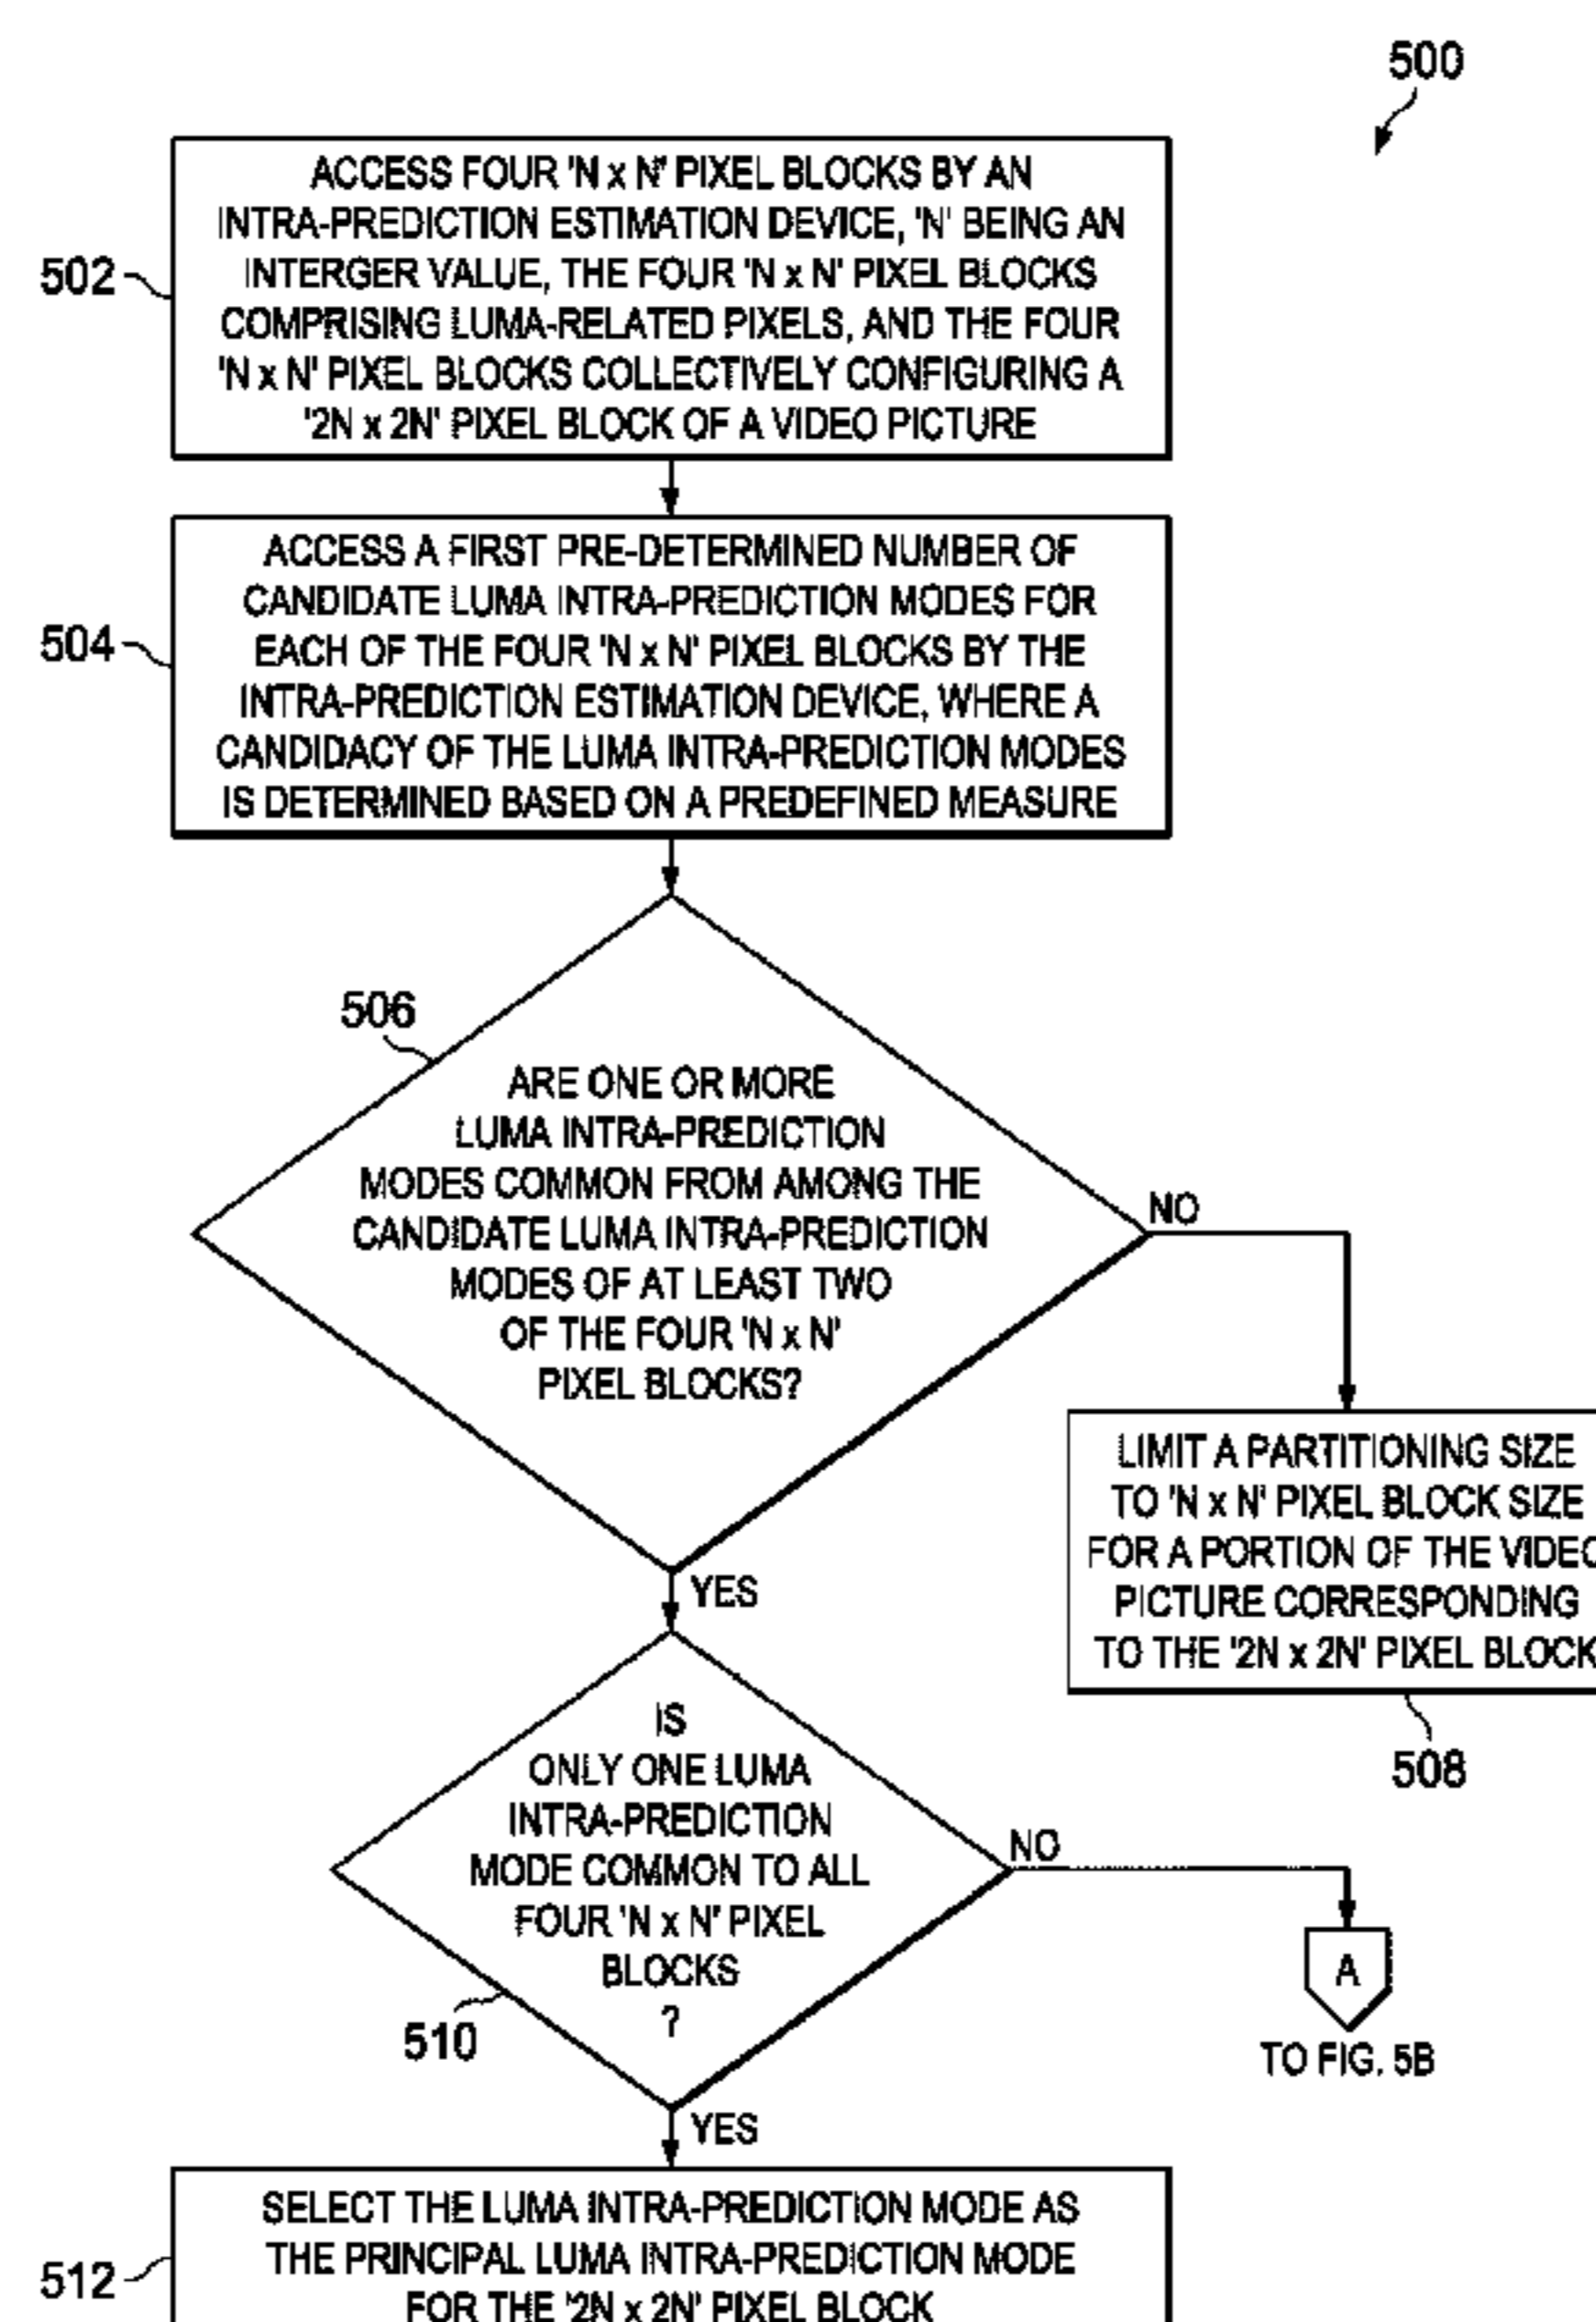 500
ACCESS FOUR 'N x N' PIXEL BLOCKS BY AN
INTRA-PREDICTION ESTIMATION DEVICE, 'N' BEING AN
INTERGER VALUE, THE FOUR 'N x N' PIXEL BLOCKS
COMPRISING LUMA-RELATED PIXELS, AND THE FOUR
'N x N' PIXEL BLOCKS COLLECTIVELY CONFIGURING A
'2N x 2N' PIXEL BLOCK OF A VIDEO PICTURE
502
ACCESS A FIRST PRE-DETERMINED NUMBER OF
CANDIDATE LUMA INTRA-PREDICTION MODES FOR
EACH OF THE FOUR 'N x N' PIXEL BLOCKS BY THE
INTRA-PREDICTION ESTIMATION DEVICE, WHERE A
CANDIDACY OF THE LUMA INTRA-PREDICTION MODES
IS DETERMINED BASED ON A PREDEFINED MEASURE
504
506
ARE ONE OR MORE
LUMA INTRA-PREDICTION
MODES COMMON FROM AMONG THE
CANDIDATE LUMA INTRA-PREDICTION
MODES OF AT LEAST TWO
OF THE FOUR 'N x N'
PIXEL BLOCKS?
NO
YES
LIMIT A PARTITIONING SIZE
TO 'N x N' PIXEL BLOCK SIZE
FOR A PORTION OF THE VIDEO
PICTURE CORRESPONDING
TO THE '2N x 2N' PIXEL BLOCK
508
IS
ONLY ONE LUMA
INTRA-PREDICTION
MODE COMMON TO ALL
FOUR 'N x N' PIXEL
BLOCKS
?
510
NO
A
TO FIG. 5B
YES
SELECT THE LUMA INTRA-PREDICTION MODE AS
THE PRINCIPAL LUMA INTRA-PREDICTION MODE
FOR THE '2N x 2N' PIXEL BLOCK
512